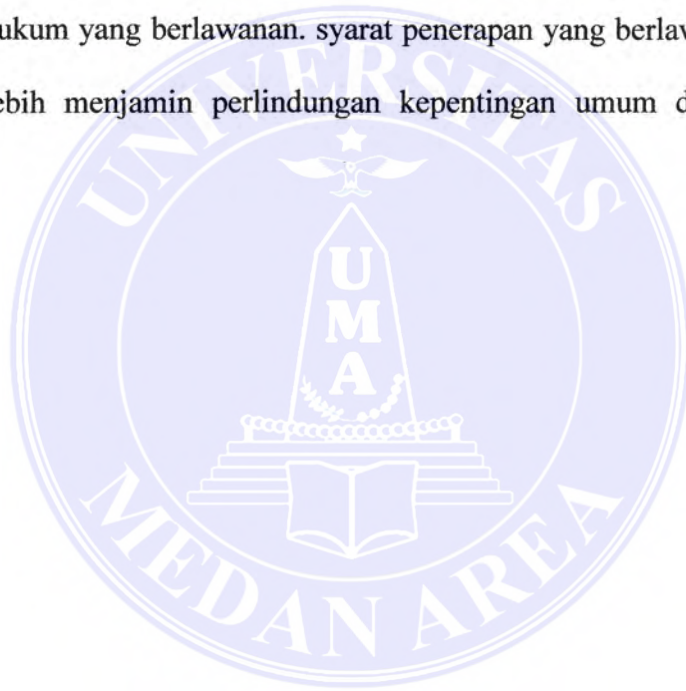 ukum yang berlawanan. syarat penerapan yang berlaw
ebih menjamin perlindungan kepentingan umum d
UNIVERSITAS
UMA
MEDAN AREA